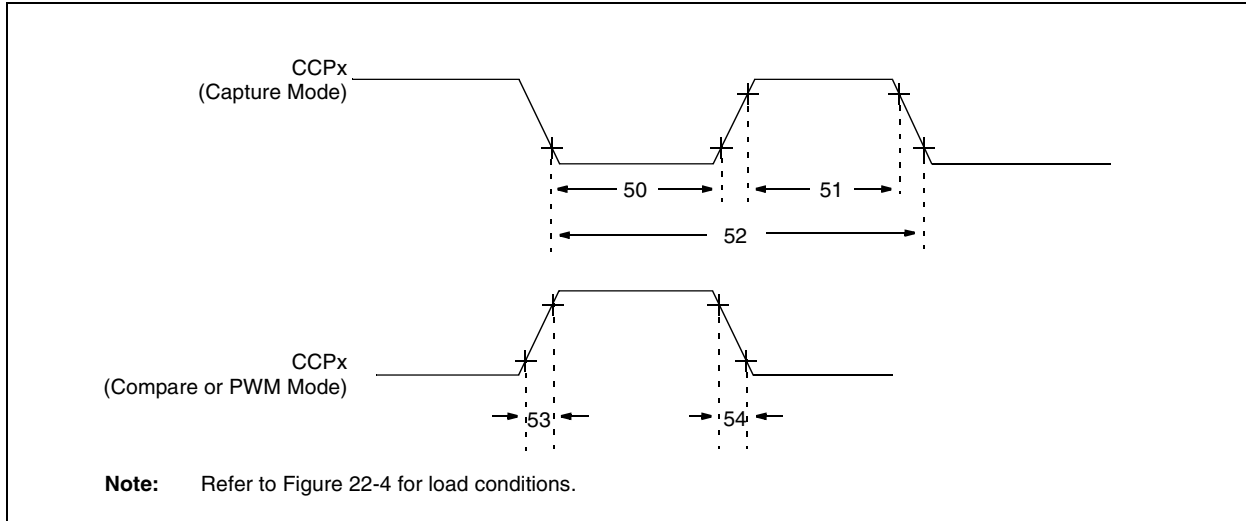 CCPx
(Capture Mode)
50
51
52
CCPx
(Compare or PWM Mode)
53
54
Note: Refer to Figure 22-4 for load conditions.